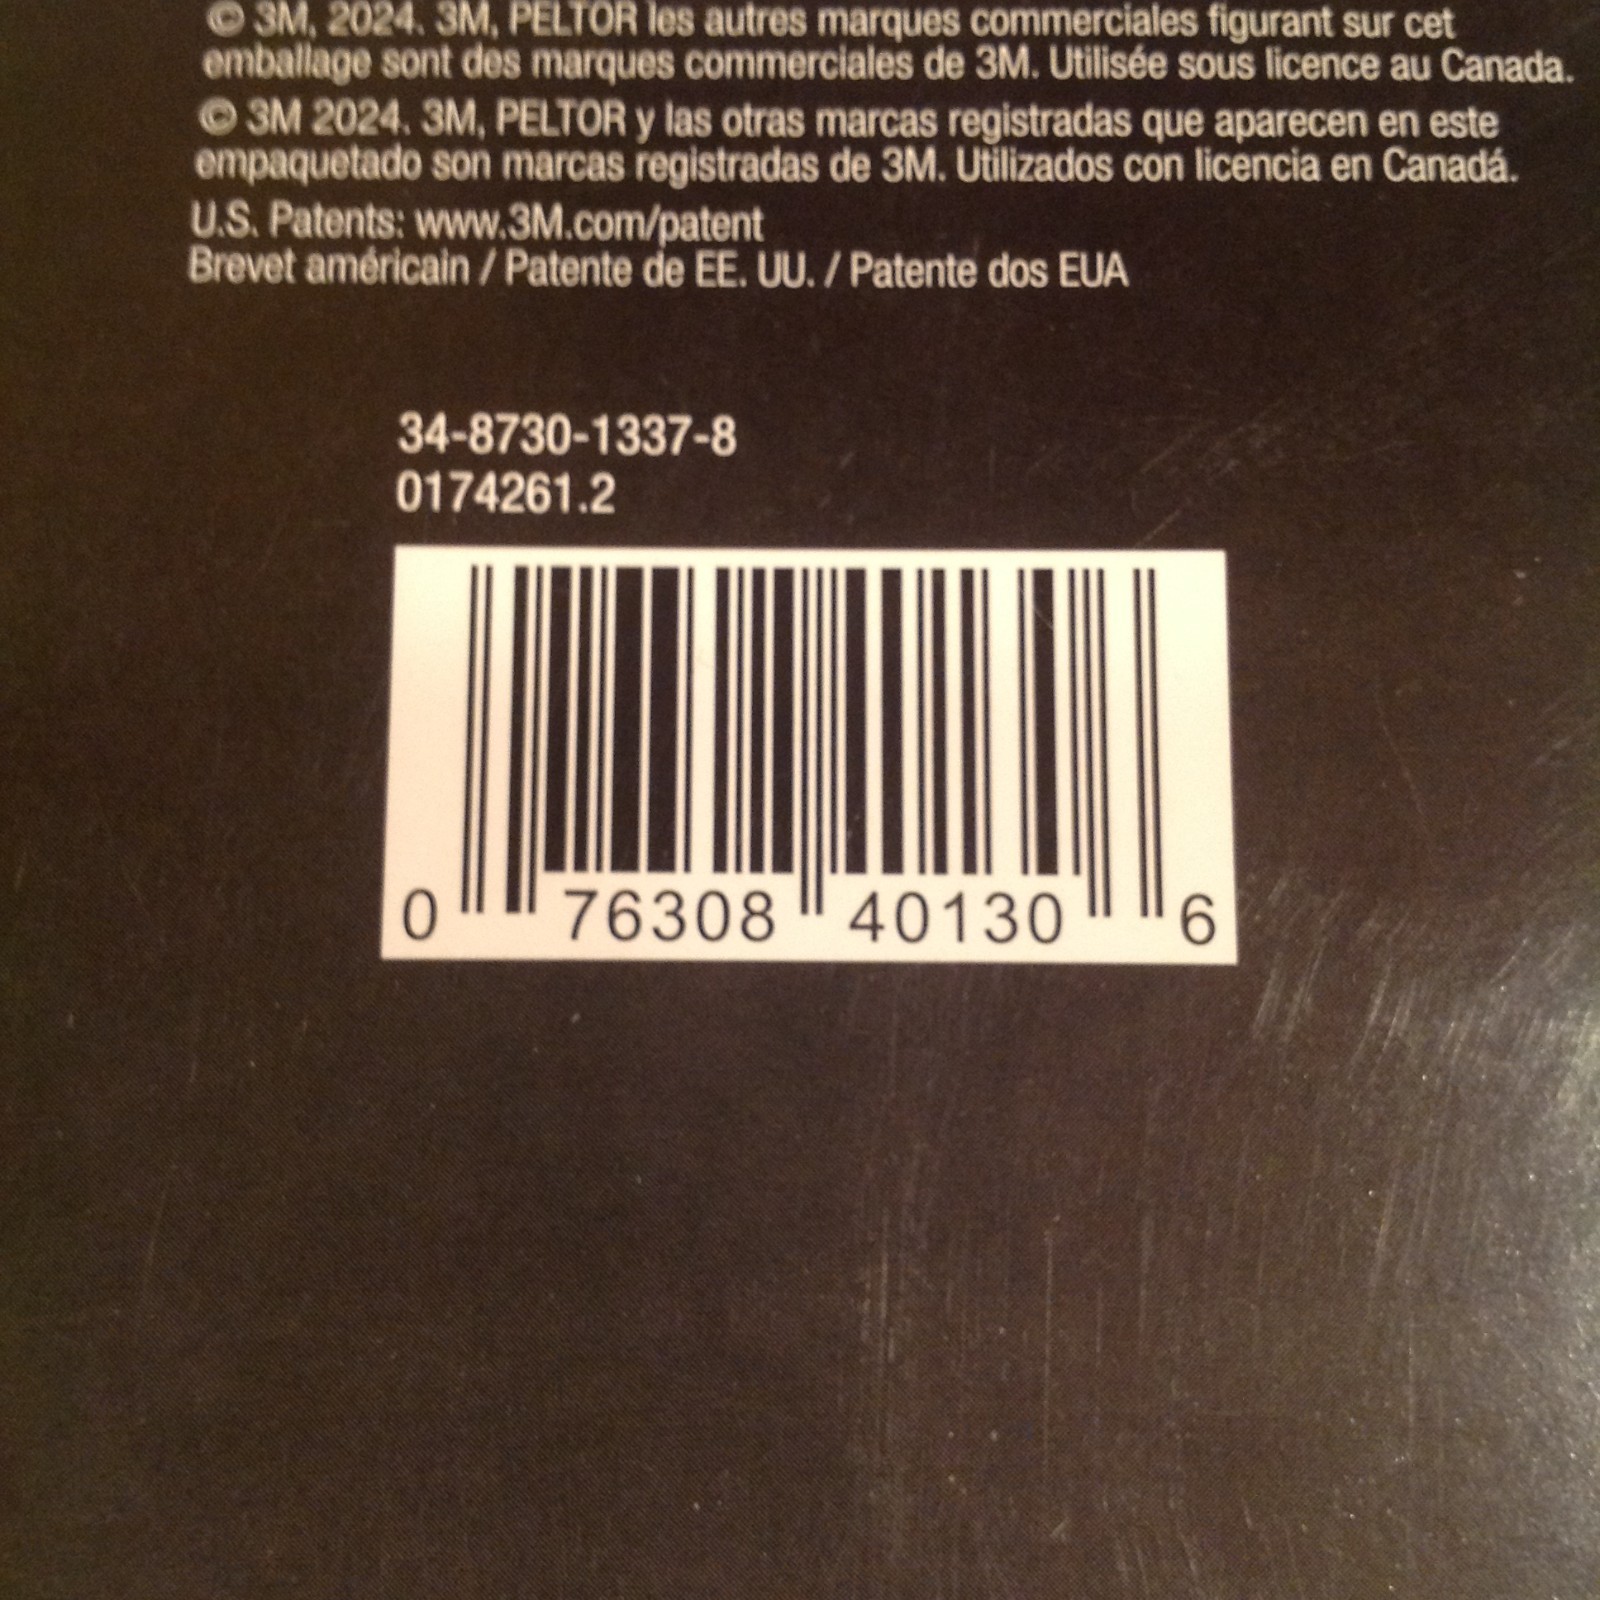 © 3M, 2024. 3M, PELTOR les autres marques commerciales figurant sur cet
emballage sont des marques commerciales de 3M. Utilisée sous licence au Canada.
© 3M 2024. 3M, PELTOR y las otras marcas registradas que aparecen en este
empaquetado son marcas registradas de 3M. Utilizados con licencia en Canadá.
U.S. Patents: www.3M.com/patent
Brevet américain / Patente de EE. UU. / Patente dos EUA
34-8730-1337-8
0174261.2
0 76308 40130 6